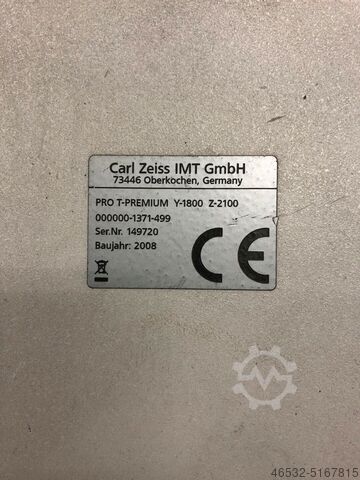 Carl Zeiss IMT GmbH
73446 Oberkochen, Germany
PRO T-PREMIUM Y-1800 Z-2100
000000-1371-499
Ser.Nr. 149720
Baujahr: 2008
CE
46532-5167815